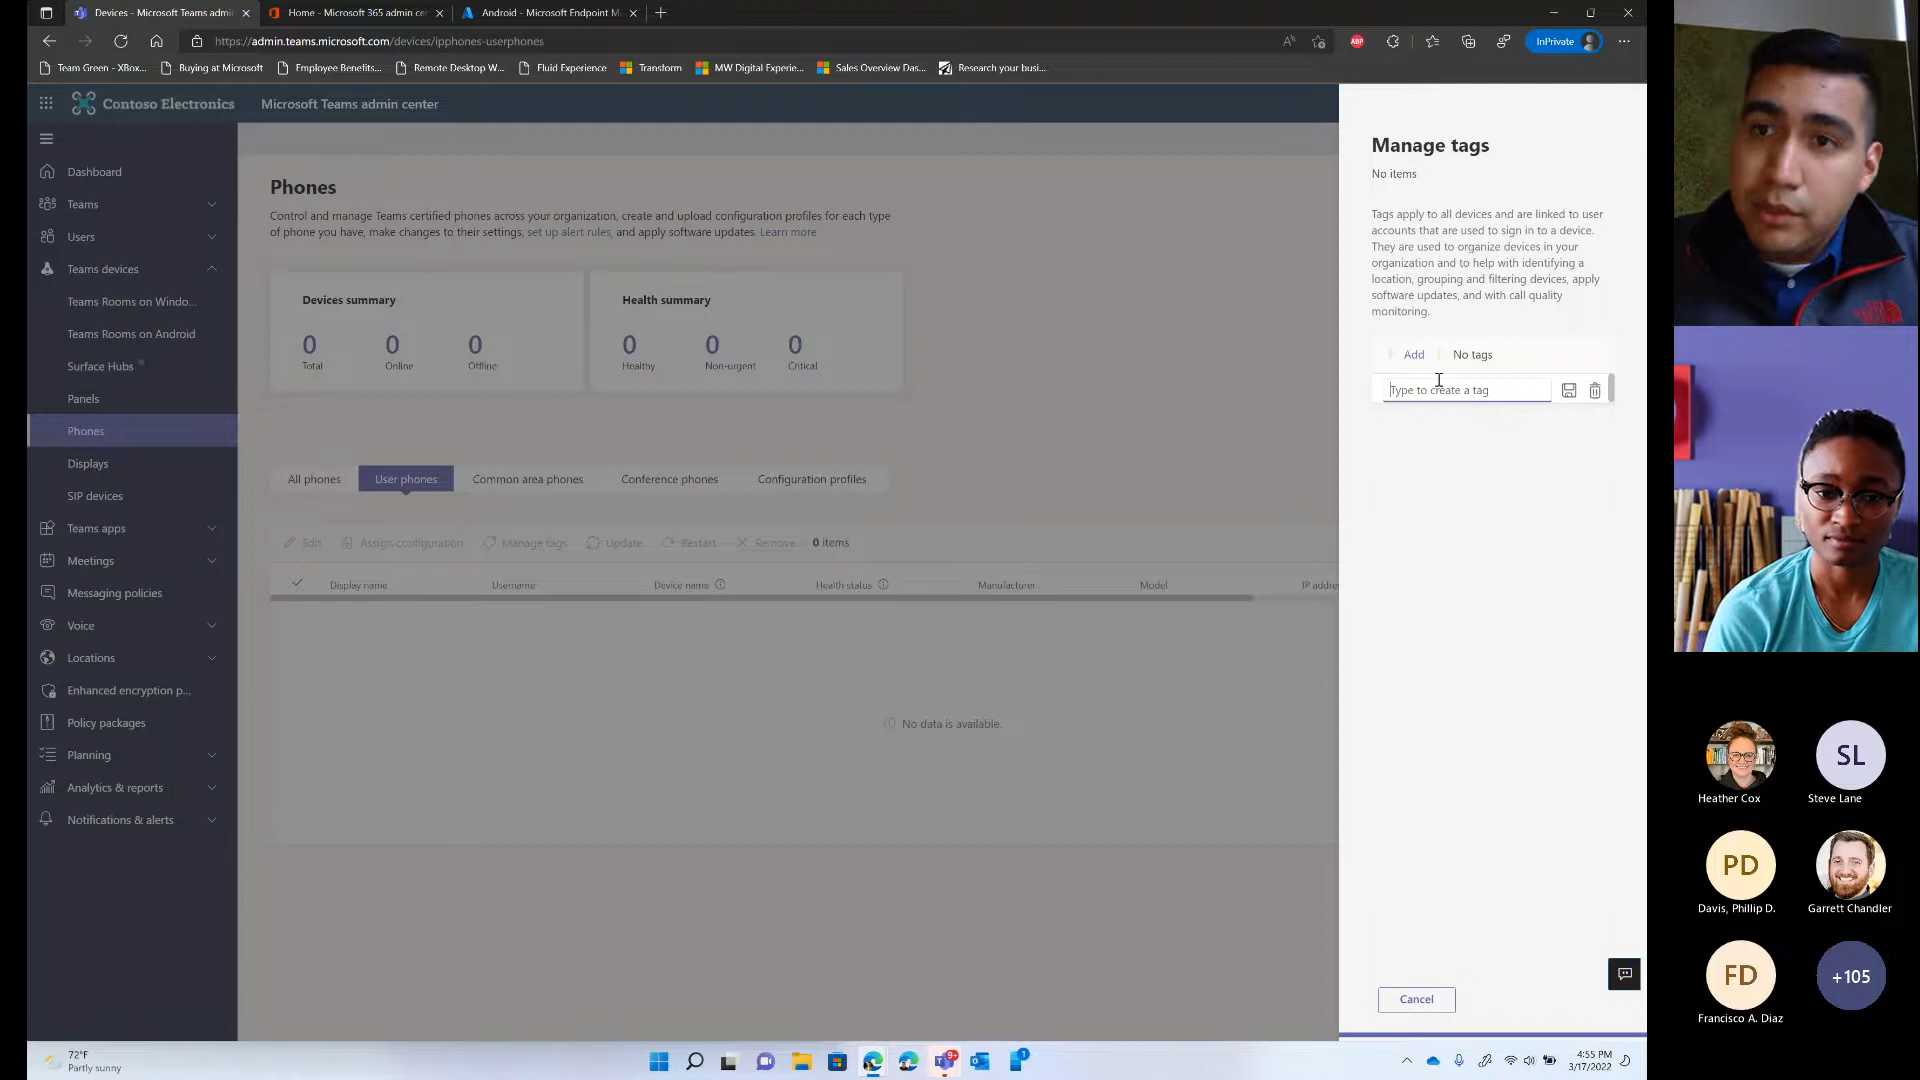 Devices - Microsoft Teams admin
Home - Microsoft 365 admin ce
Android - Microsoft Endpoint M
https://admin.teams.microsoft.com/devices/ipphones-userphones
ABP
InPrivate
Team Green - XBox...
Buying at Microsoft
Employee Benefits...
Remote Desktop W...
Fluid Experience
Transform
MW Digital Experie...
Sales Overview Das...
Research your busi...
Contoso Electronics
Microsoft Teams admin center
Dashboard
Teams
Users
Teams devices
Teams Rooms on Windo...
Teams Rooms on Android
Surface Hubs
Panels
Phones
Displays
SIP devices
Teams apps
Meetings
Messaging policies
Voice
Locations
Enhanced encryption p...
Policy packages
Planning
Analytics & reports
Notifications & alerts
Phones
Control and manage Teams certified phones across your organization, create and upload configuration profiles for each type
of phone you have, make changes to their settings, set up alert rules, and apply software updates. Learn more
Devices summary
0 0 0
Total Online Offline
Health summary
0 0 0
Healthy Non-urgent Critical
All phones User phones Common area phones Conference phones Configuration profiles
Edit Assign configuration Manage tags Update Restart Remove 0 items
Display name Username Device name Health status Manufacturer Model IP addre
No data is available.
Manage tags
No items
Tags apply to all devices and are linked to user
accounts that are used to sign in to a device.
They are used to organize devices in your
organization and to help with identifying a
location, grouping and filtering devices, apply
software updates, and with call quality
monitoring.
+ Add No tags
Type to create a tag
Cancel
SL
Heather Cox Steve Lane
PD
Davis, Phillip D. Garrett Chandler
FD +105
Francisco A. Diaz
72°F
Partly sunny
9+
1
4:55 PM
3/17/2022